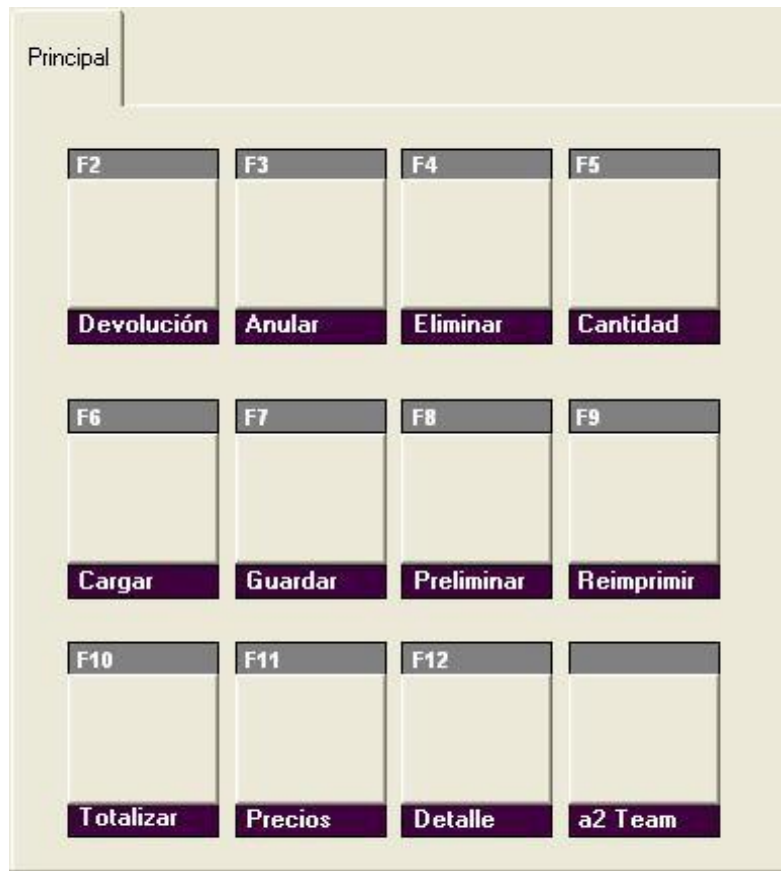 Principal
F2 F3 F4 F5
Devolución Anular Eliminar Cantidad
F6 F7 F8 F9
Cargar Guardar Preliminar Reimprimir
F10 F11 F12
Totalizar Precios Detalle a2 Team